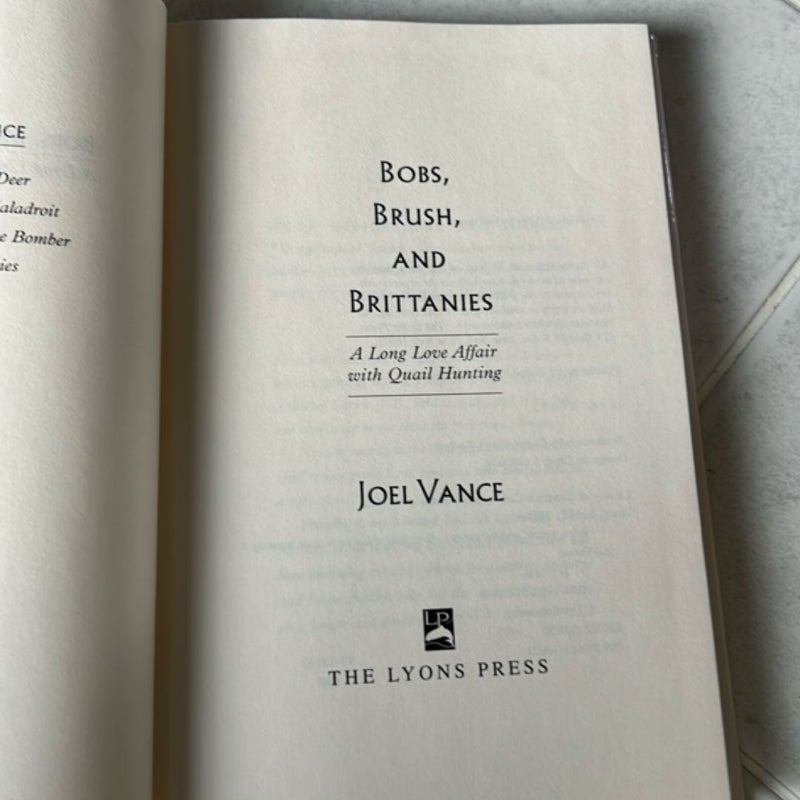 NCE
Deer
aladroit
e Bomber
ies
BOBS,
BRUSH,
AND
BRITTANIES
A Long Love Affair
with Quail Hunting
JOEL VANCE
LP
THE LYONS PRESS